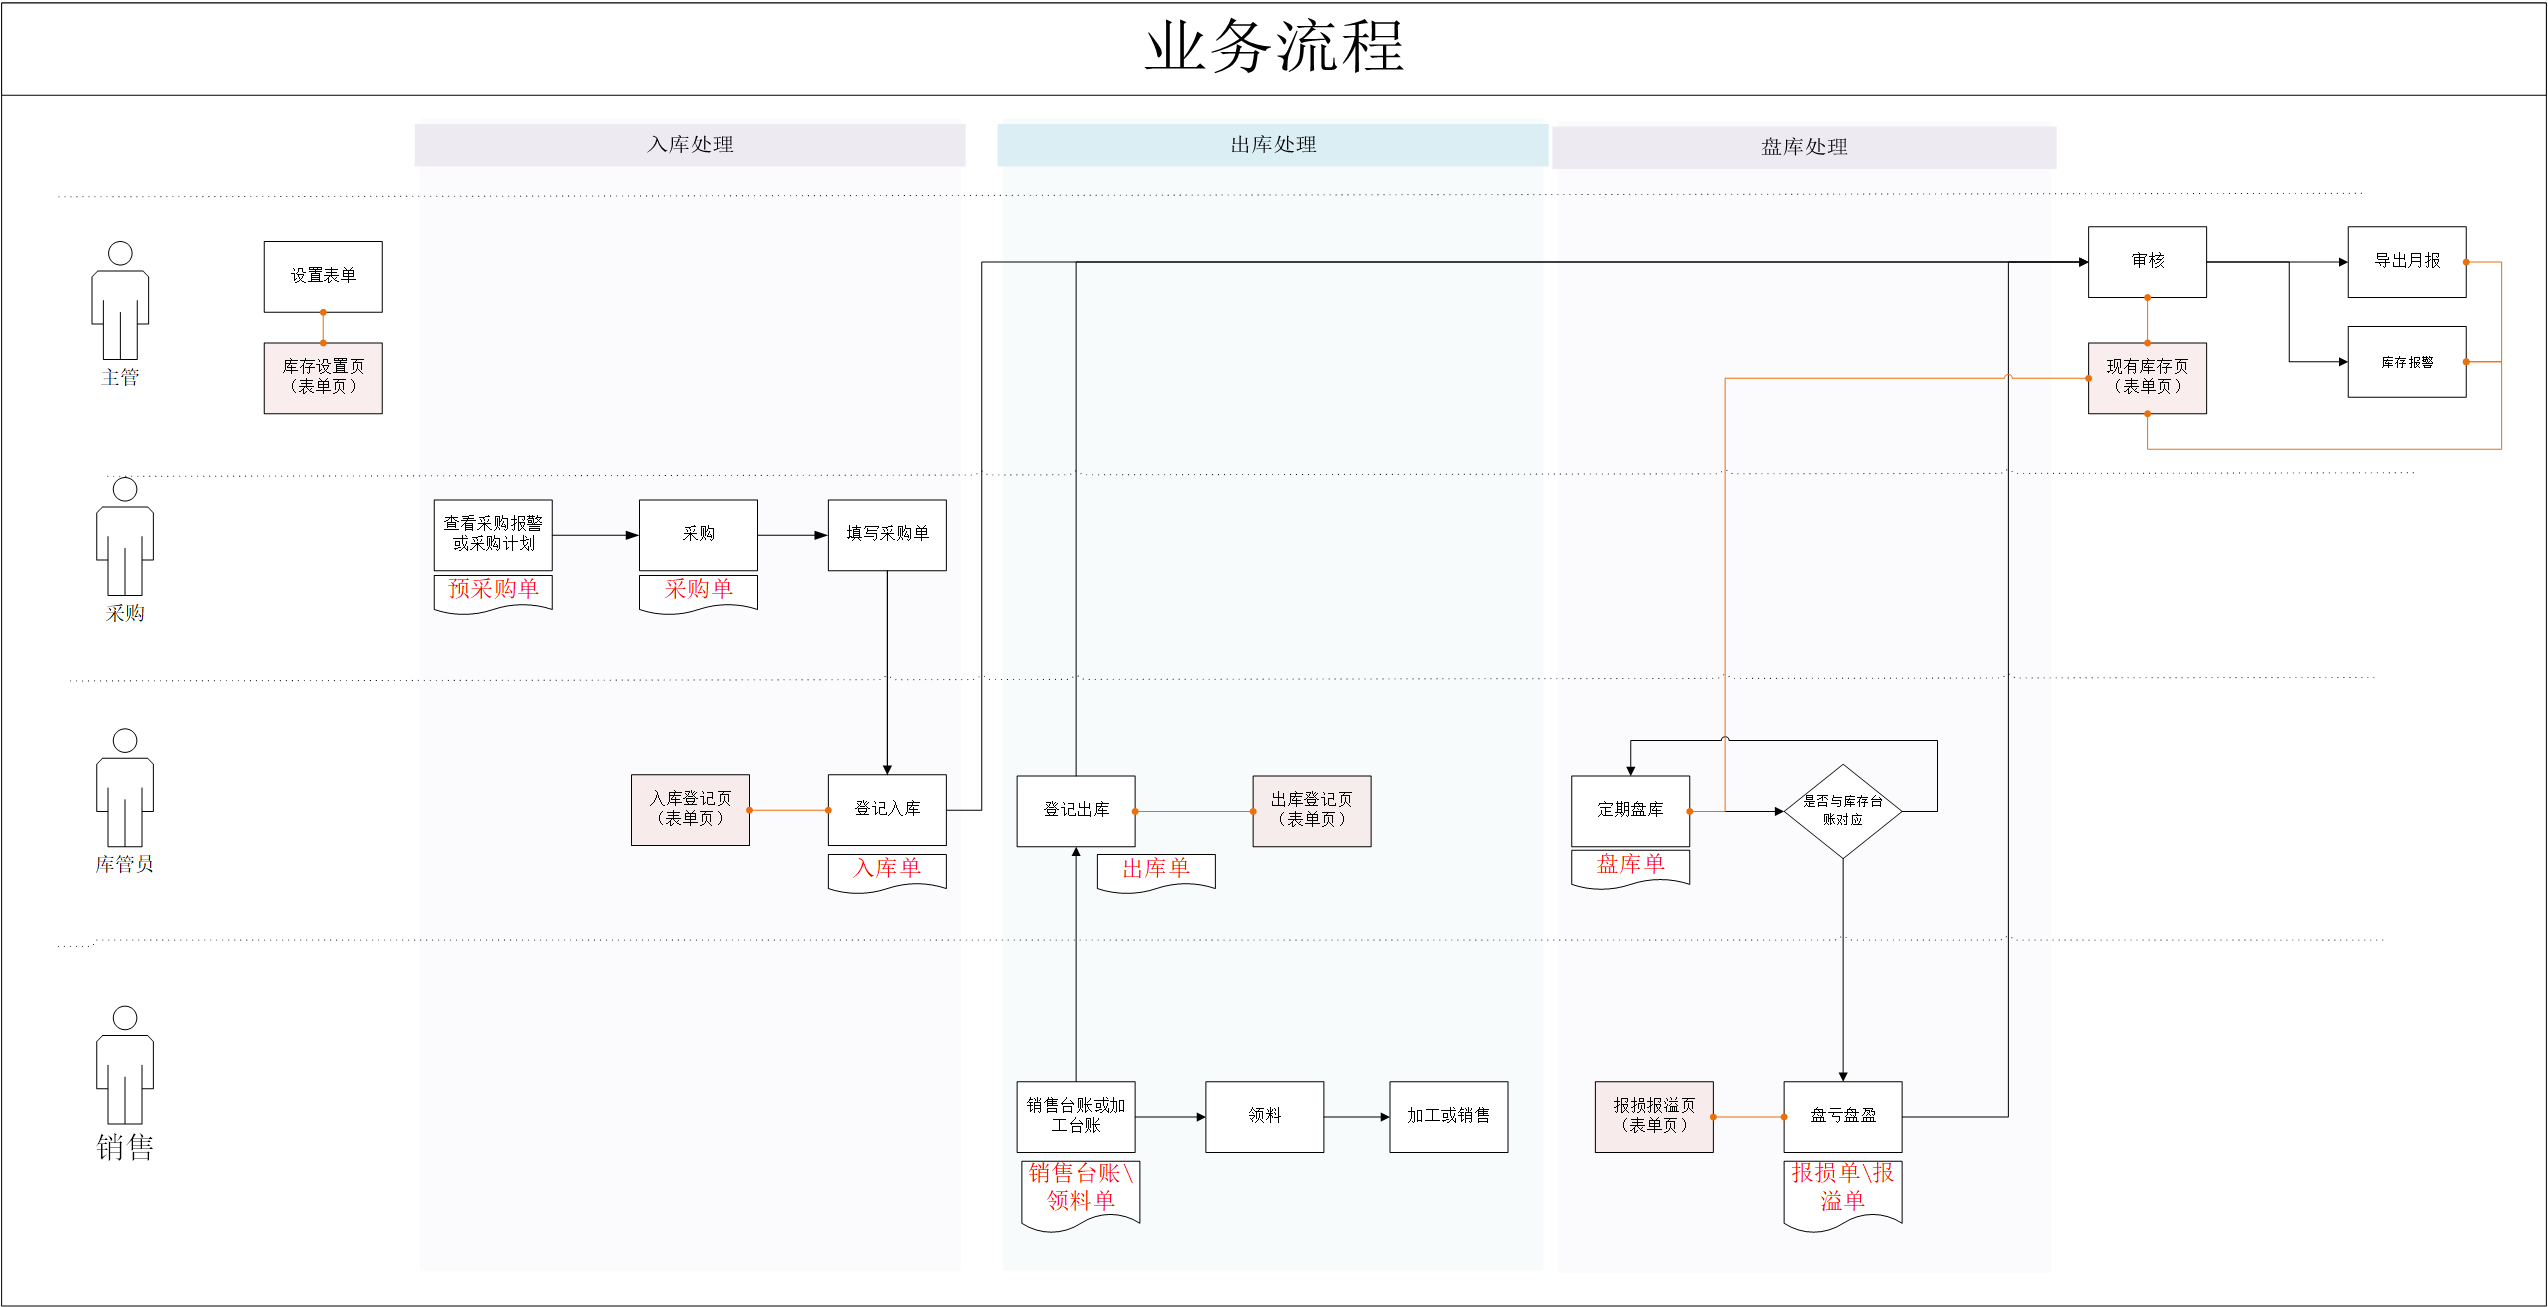 业务流程
入库处理
出库处理
盘库处理
主管
设置表单
库存设置页
（表单页）
审核
导出月报
现有库存页
（表单页）
库存报警
采购
查看采购报警
或采购计划
预采购单
采购
采购单
填写采购单
库管员
入库登记页
（表单页）
登记入库
入库单
登记出库
出库单
出库登记页
（表单页）
定期盘库
盘库单
是否与库存台
账对应
销售
销售台账或加
工台账
销售台账\
领料单
领料
加工或销售
报损报溢页
（表单页）
盘亏盘盈
报损单\报
溢单